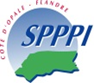 CÔTE D'OPALE - FLANDRE
SPPPI